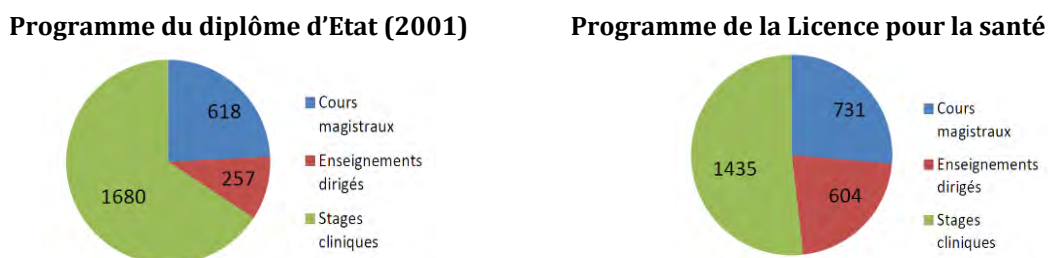 Programme du diplôme d’Etat (2001)
618
257
1680
Cours
magistraux
Enseignements
dirigés
Stages
cliniques
Programme de la Licence pour la santé
731
604
1435
Cours
magistraux
Enseignements
dirigés
Stages
cliniques